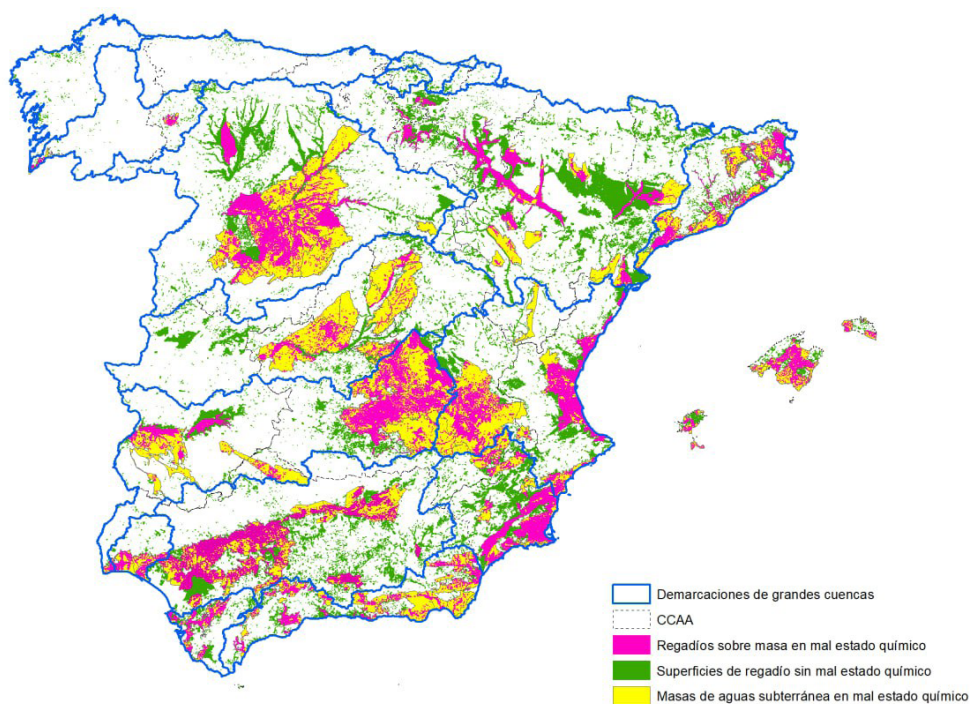 Demarcaciones de grandes cuencas
CCAA
Regadíos sobre masa en mal estado químico
Superficies de regadío sin mal estado químico
Masas de aguas subterránea en mal estado químico